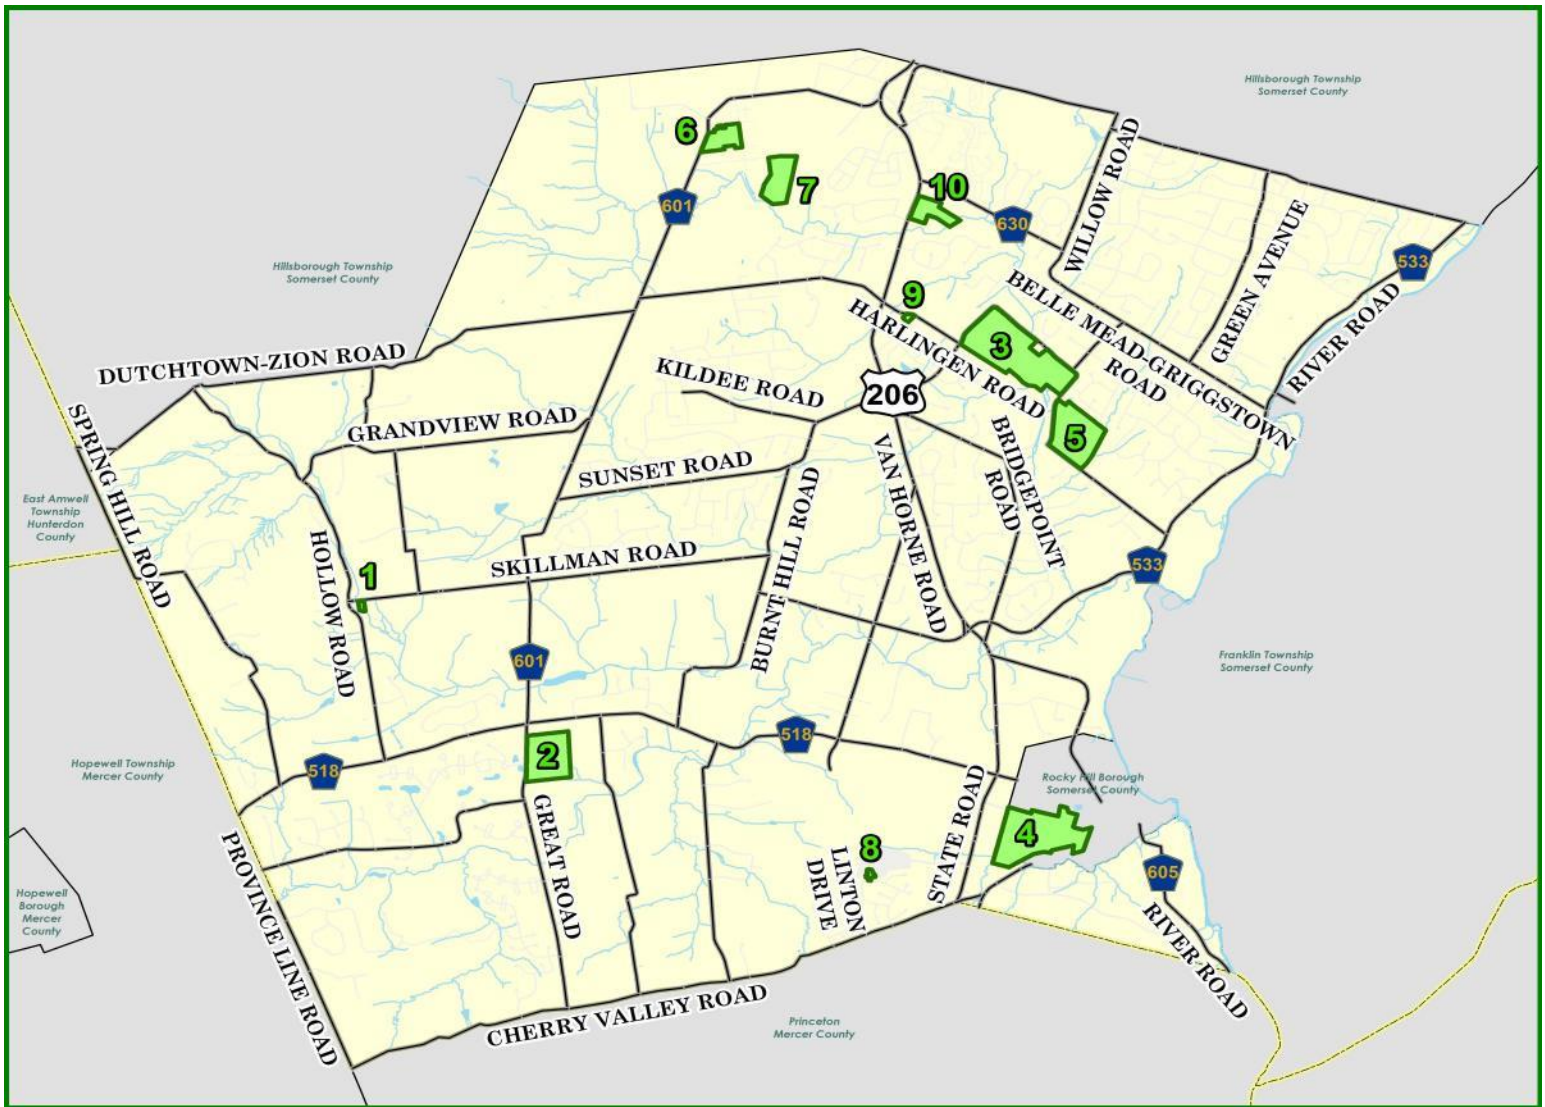 Hillsborough Township
Somerset County
6
7
10
601
630
WILLOW ROAD
GREEN AVENUE
533
RIVER ROAD
Hillsborough Township
Somerset County
9
HARLINGEN ROAD
3
BELLE MEAD-GRIGGSTOWN
ROAD
DUTCHTOWN-ZION ROAD
KILDEE ROAD
206
5
SPRING HILL ROAD
GRANDVIEW ROAD
SUNSET ROAD
VAN HORNE ROAD
BRIDGEPOINT
ROAD
East Amwell
Township
Hunterdon
County
HOLLOW ROAD
1
SKILLMAN ROAD
BURNT HILL ROAD
533
601
Franklin Township
Somerset County
Hopewell Township
Mercer County
518
2
518
STATE ROAD
Rocky Hill Borough
Somerset County
4
PROVINCE LINE ROAD
GREAT ROAD
LINTON
DRIVE
8
605
RIVER ROAD
Hopewell
Borough
Mercer
County
CHERRY VALLEY ROAD
Princeton
Mercer County